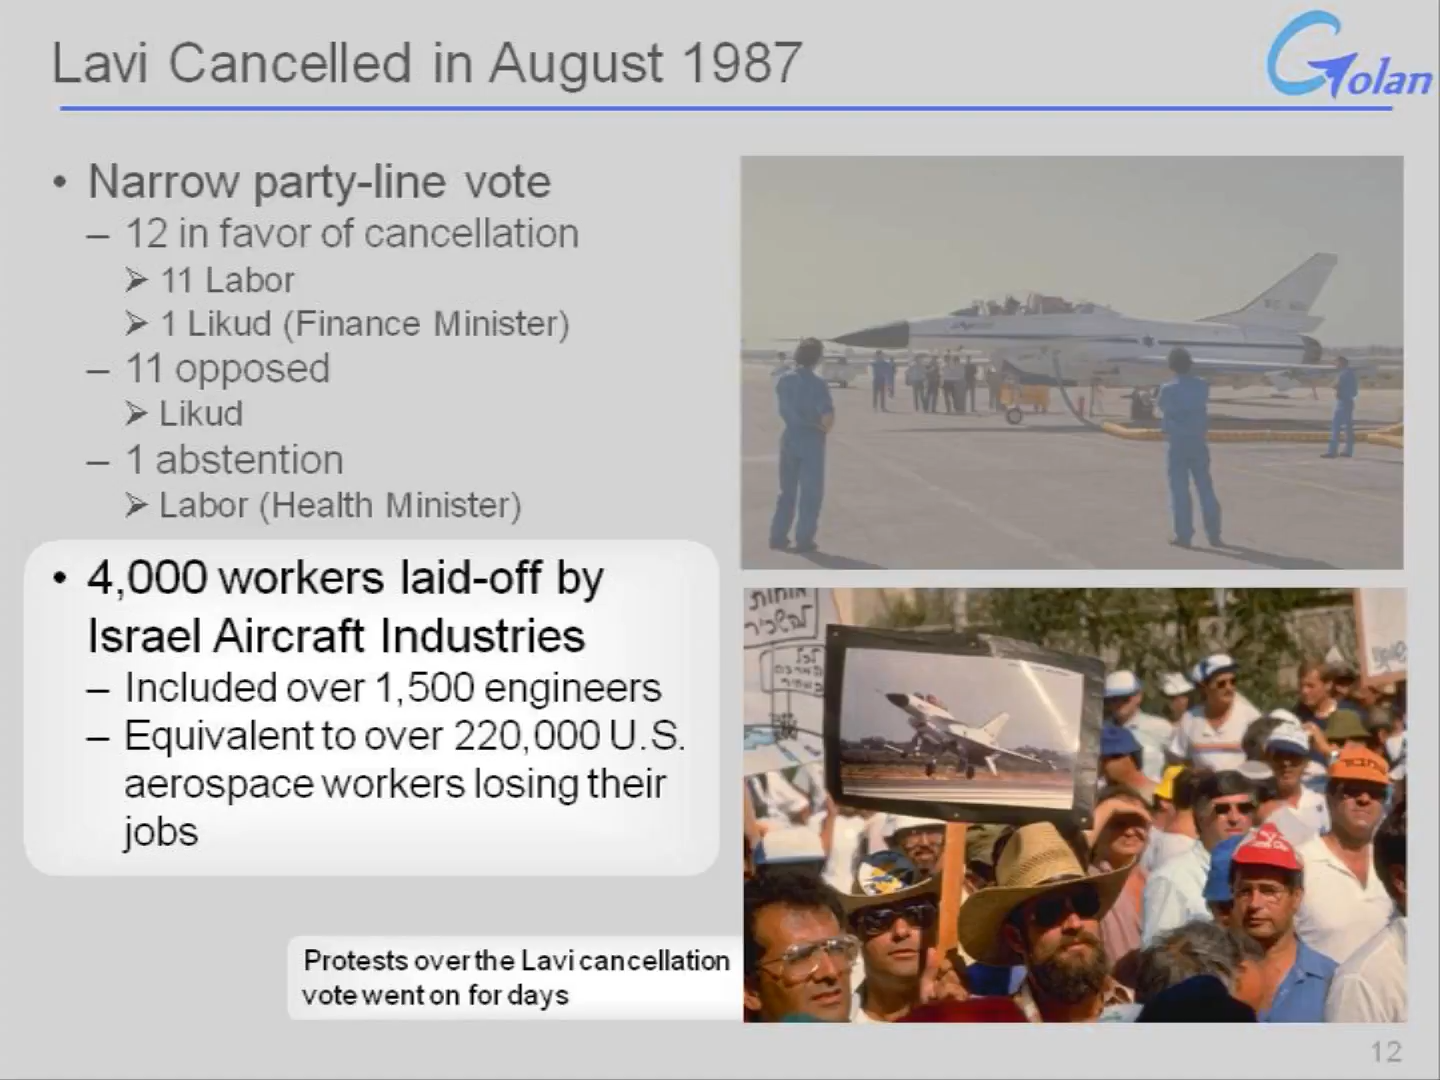 Lavi Cancelled in August 1987
Golan
• Narrow party-line vote
– 12 in favor of cancellation
➢ 11 Labor
➢ 1 Likud (Finance Minister)
– 11 opposed
➢ Likud
– 1 abstention
➢ Labor (Health Minister)
• 4,000 workers laid-off by
Israel Aircraft Industries
– Included over 1,500 engineers
– Equivalent to over 220,000 U.S.
aerospace workers losing their
jobs
Protests over the Lavi cancellation
vote went on for days
12